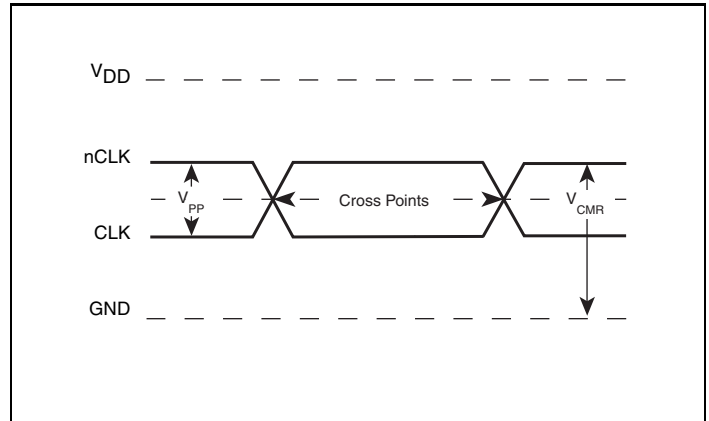 VDD
nCLK
VPP
Cross Points
VCMR
CLK
GND